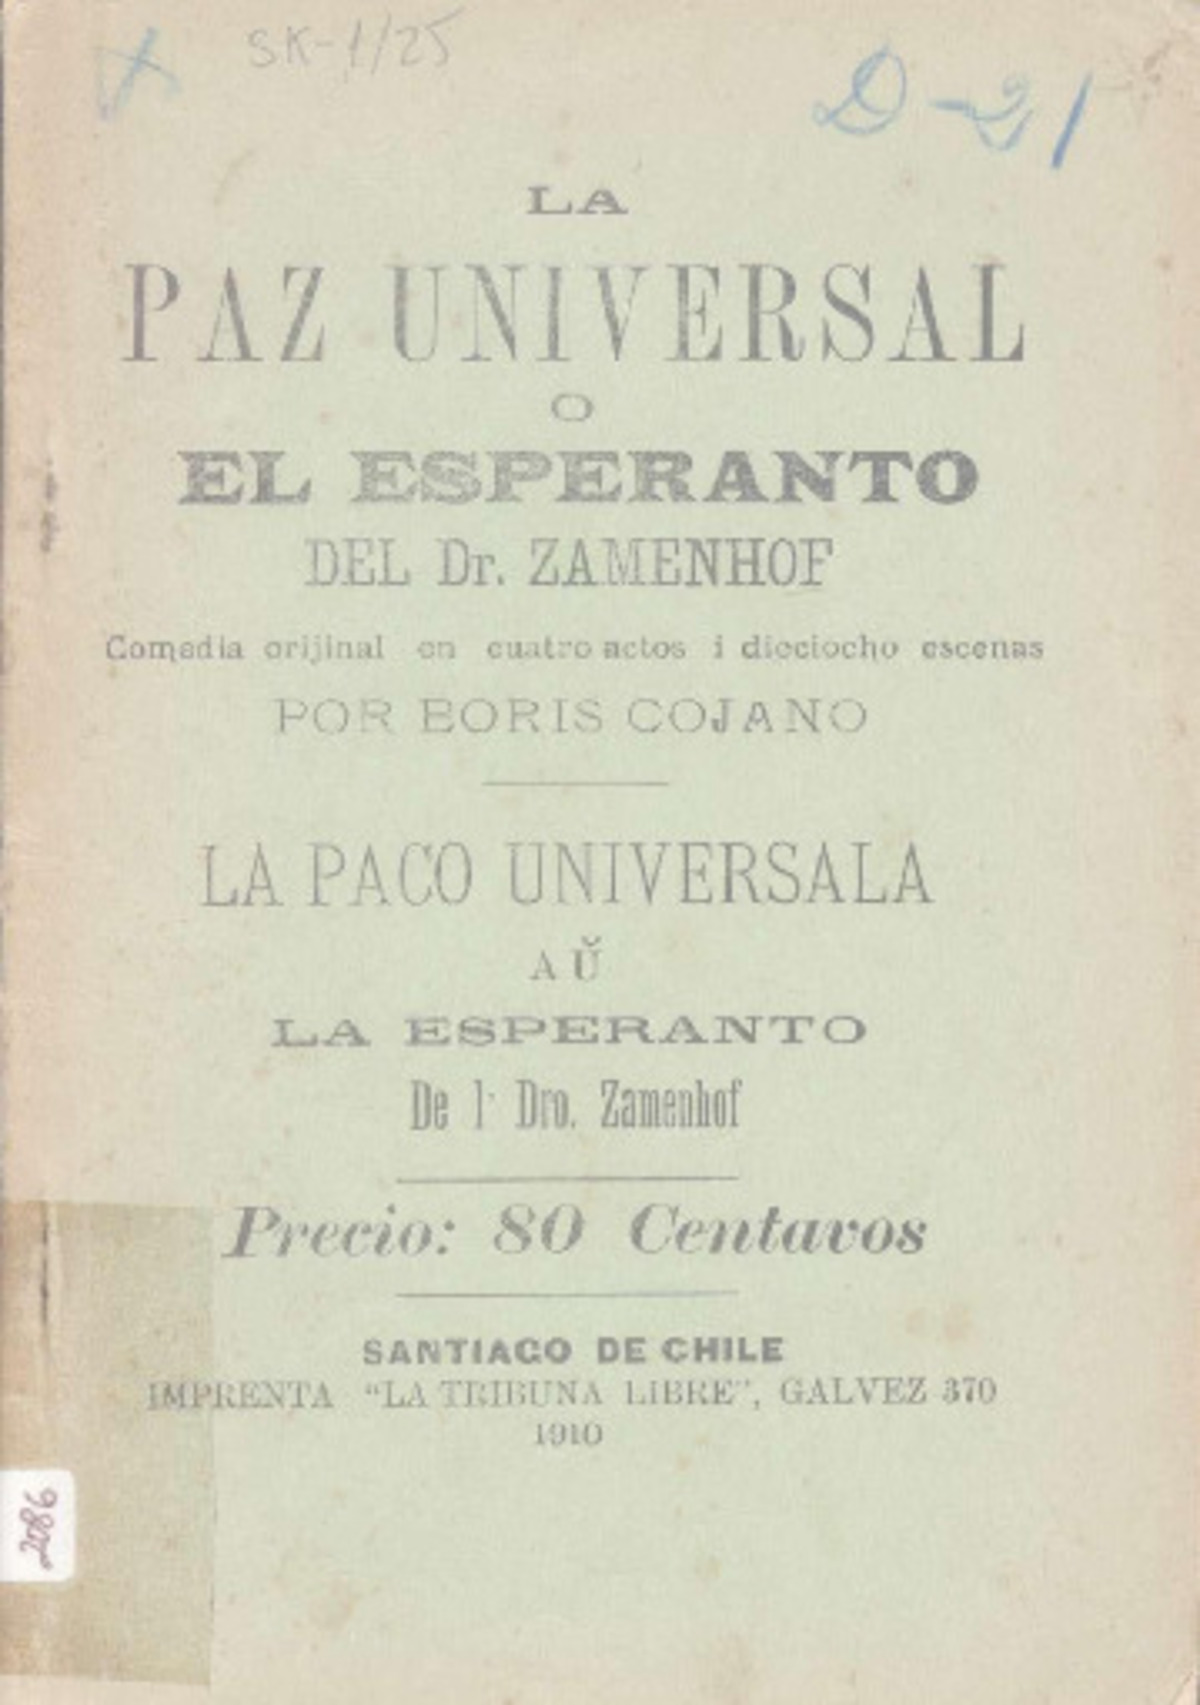 SK-1/25
D-21
LA
PAZ UNIVERSAL
O
EL ESPERANTO
DEL Dr. ZAMENHOF
Comedia orijinal en cuatro actos i dieciocho escenas
POR BORIS COJANO
LA PACO UNIVERSALA
AŬ
LA ESPERANTO
De l' Dro. Zamenhof
Precio: 80 Centavos
SANTIAGO DE CHILE
IMPRENTA "LA TRIBUNA LIBRE", GALVEZ 370
1910
2086